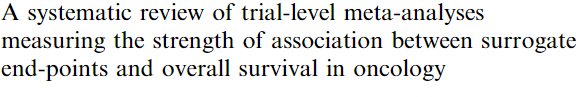 A systematic review of trial-level meta-analyses
measuring the strength of association between surrogate
end-points and overall survival in oncology